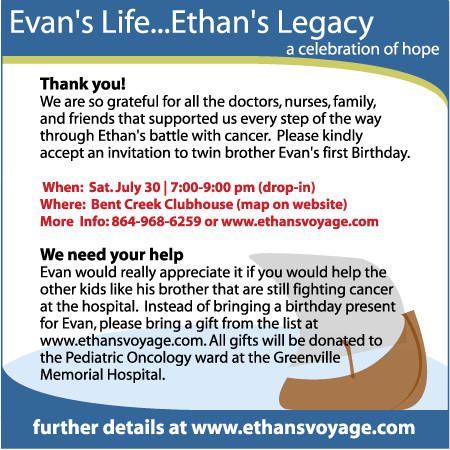 Evan's Life...Ethan's Legacy
a celebration of hope
Thank you!
We are so grateful for all the doctors, nurses, family,
and friends that supported us every step of the way
through Ethan's battle with cancer.  Please kindly
accept an invitation to twin brother Evan's first Birthday.
When:  Sat. July 30 | 7:00-9:00 pm (drop-in)
Where:  Bent Creek Clubhouse (map on website)
More  Info: 864-968-6259 or www.ethansvoyage.com
We need your help
Evan would really appreciate it if you would help the
other kids like his brother that are still fighting cancer
at the hospital.  Instead of bringing a birthday present
for Evan, please bring a gift from the list at
www.ethansvoyage.com. All gifts will be donated to
the Pediatric Oncology ward at the Greenville
Memorial Hospital.
further details at www.ethansvoyage.com